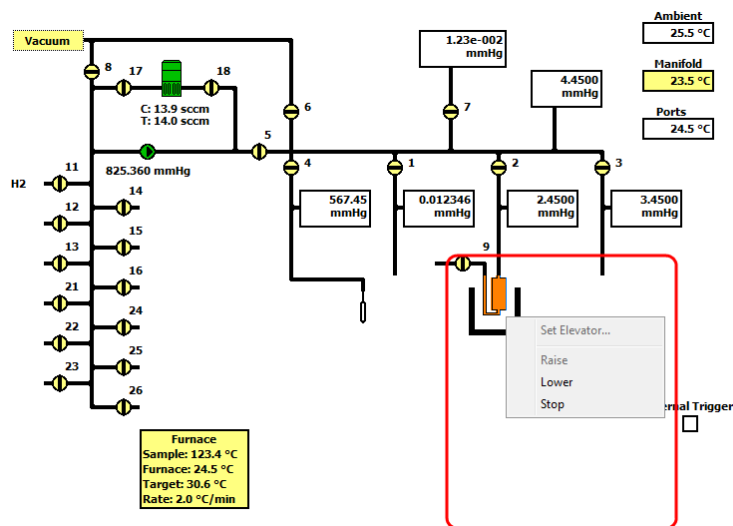 Ambient
25.5 °C
Vacuum
1.23e-002
mmHg
8
17
18
Manifold
23.5 °C
4.4500
mmHg
C: 13.9 sccm
T: 14.0 sccm
6
7
Ports
24.5 °C
5
825.360 mmHg
4
1
2
3
H2
11
14
567.45
mmHg
0.012346
mmHg
2.4500
mmHg
3.4500
mmHg
12
15
13
9
16
21
24
22
25
23
26
Set Elevator...
Raise
Lower
Stop
ernal Trigger
Furnace
Sample: 123.4 °C
Furnace: 24.5 °C
Target: 30.6 °C
Rate: 2.0 °C/min